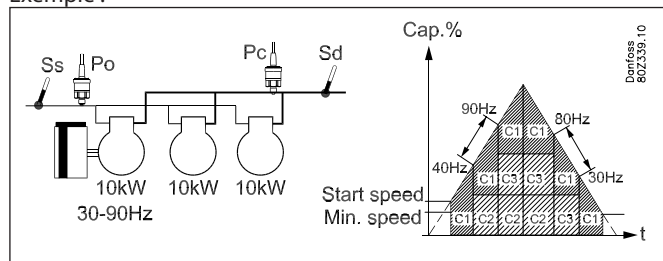 Exemple :
Ss
Po
Pc
Sd
10kW
10kW
10kW
30-90Hz
Cap.%
Danfoss
80Z339.10
90Hz
80Hz
40Hz
30Hz
C1 C1
C1 C3 C3 C1
C1 C2 C2 C2 C3 C1
Start speed
Min. speed
t